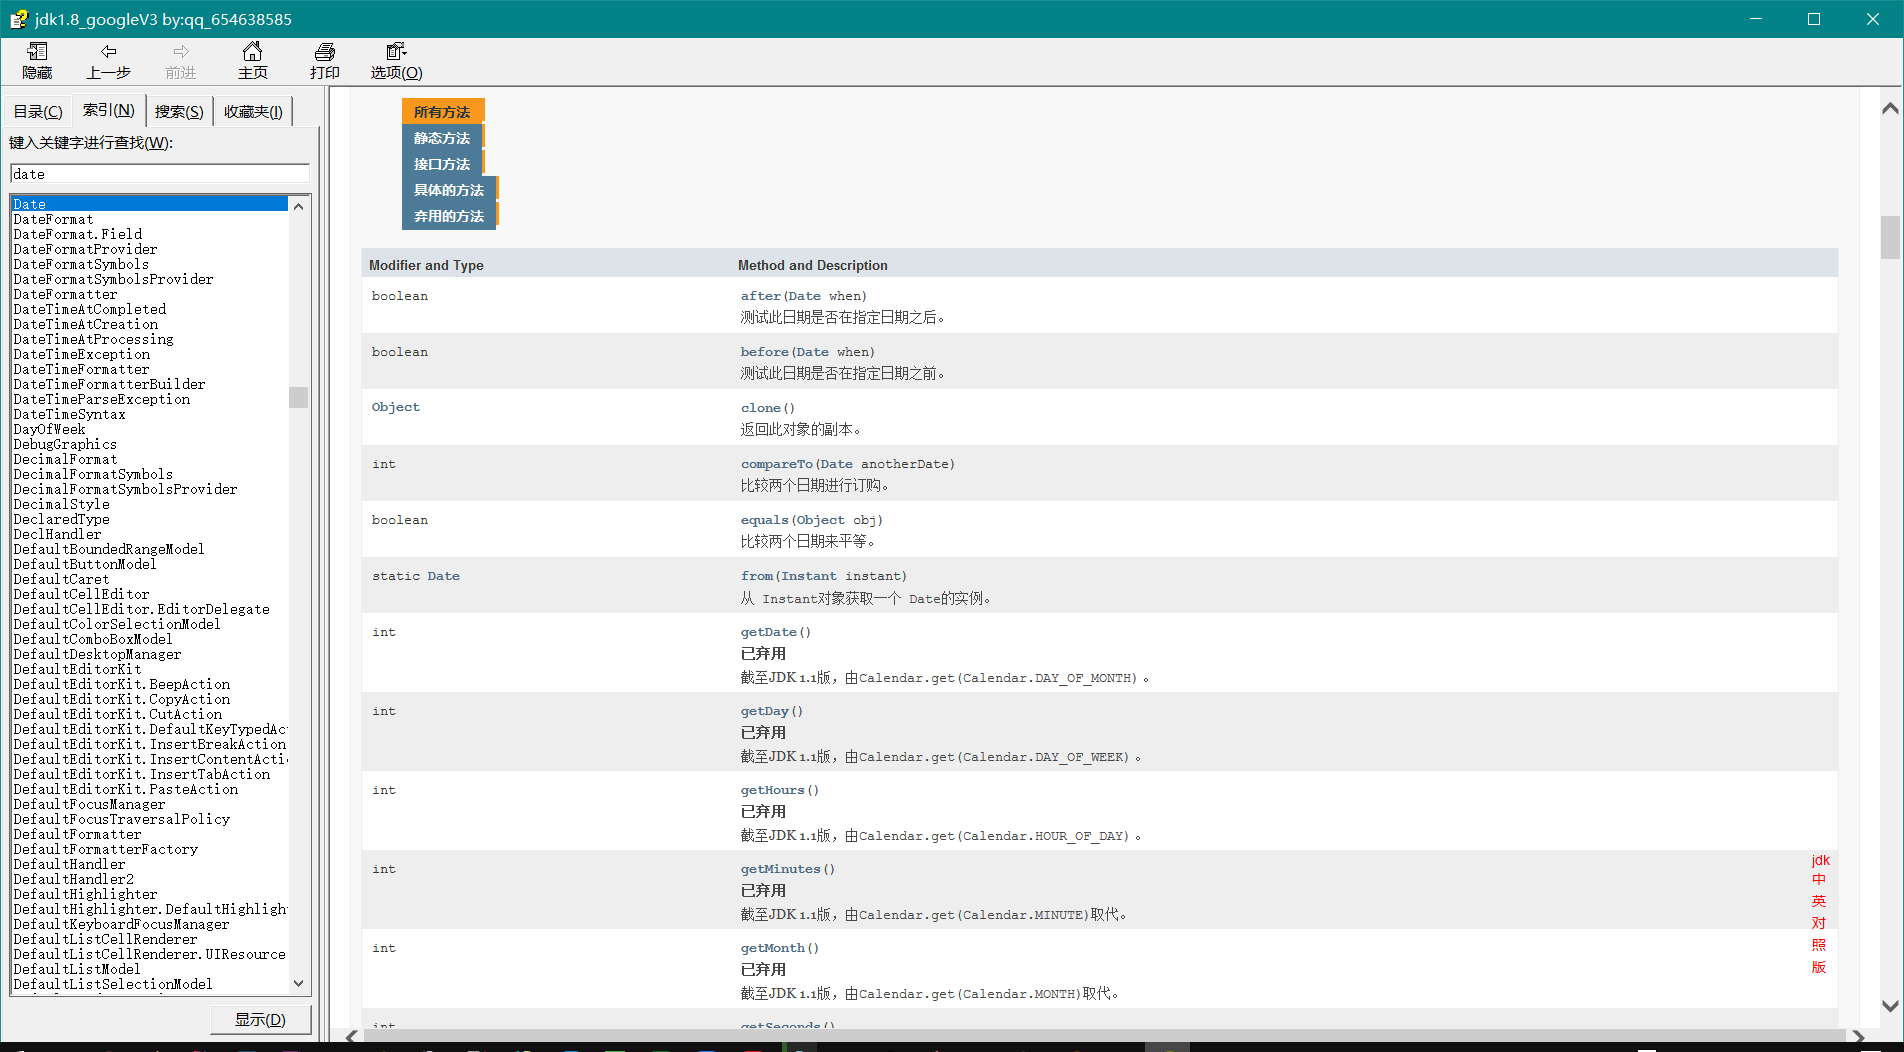 jdk1.8_googleV3 by:qq_654638585
隐藏 上一步 前进 主页 打印 选项(O)
目录(C) 索引(N) 搜索(S) 收藏夹(I)
键入关键字进行查找(W):
date
Date
DateFormat
DateFormat.Field
DateFormatProvider
DateFormatSymbols
DateFormatSymbolsProvider
DateFormatter
DateTimeAtCompleted
DateTimeAtCreation
DateTimeAtProcessing
DateTimeException
DateTimeFormatter
DateTimeFormatterBuilder
DateTimeParseException
DateTimeSyntax
DayOfWeek
DebugGraphics
DecimalFormat
DecimalFormatSymbols
DecimalFormatSymbolsProvider
DecimalStyle
DeclaredType
DeclHandler
DefaultBoundedRangeModel
DefaultButtonModel
DefaultCaret
DefaultCellEditor
DefaultCellEditor.EditorDelegate
DefaultColorSelectionModel
DefaultComboBoxModel
DefaultDesktopManager
DefaultEditorKit
DefaultEditorKit.BeepAction
DefaultEditorKit.CopyAction
DefaultEditorKit.CutAction
DefaultEditorKit.DefaultKeyTypedAc
DefaultEditorKit.InsertBreakAction
DefaultEditorKit.InsertContentActi
DefaultEditorKit.InsertTabAction
DefaultEditorKit.PasteAction
DefaultFocusManager
DefaultFocusTraversalPolicy
DefaultFormatter
DefaultFormatterFactory
DefaultHandler
DefaultHandler2
DefaultHighlighter
DefaultHighlighter.DefaultHighligh
DefaultKeyboardFocusManager
DefaultListCellRenderer
DefaultListCellRenderer.UIResource
DefaultListModel
DefaultListSelectionModel
显示(D)
所有方法
静态方法
接口方法
具体的方法
弃用的方法
Modifier and Type Method and Description
boolean after(Date when)
测试此日期是否在指定日期之后。
boolean before(Date when)
测试此日期是否在指定日期之前。
Object clone()
返回此对象的副本。
int compareTo(Date anotherDate)
比较两个日期进行订购。
boolean equals(Object obj)
比较两个日期来平等。
static Date from(Instant instant)
从 Instant对象获取一个 Date的实例。
int getDate()
已弃用
截至JDK 1.1版，由Calendar.get(Calendar.DAY_OF_MONTH) 。
int getDay()
已弃用
截至JDK 1.1版，由Calendar.get(Calendar.DAY_OF_WEEK) 。
int getHours()
已弃用
截至JDK 1.1版，由Calendar.get(Calendar.HOUR_OF_DAY) 。
int getMinutes()
已弃用
截至JDK 1.1版，由Calendar.get(Calendar.MINUTE)取代。
int getMonth()
已弃用
截至JDK 1.1版，由Calendar.get(Calendar.MONTH)取代。
int getSeconds()
jdk
中
英
对
照
版